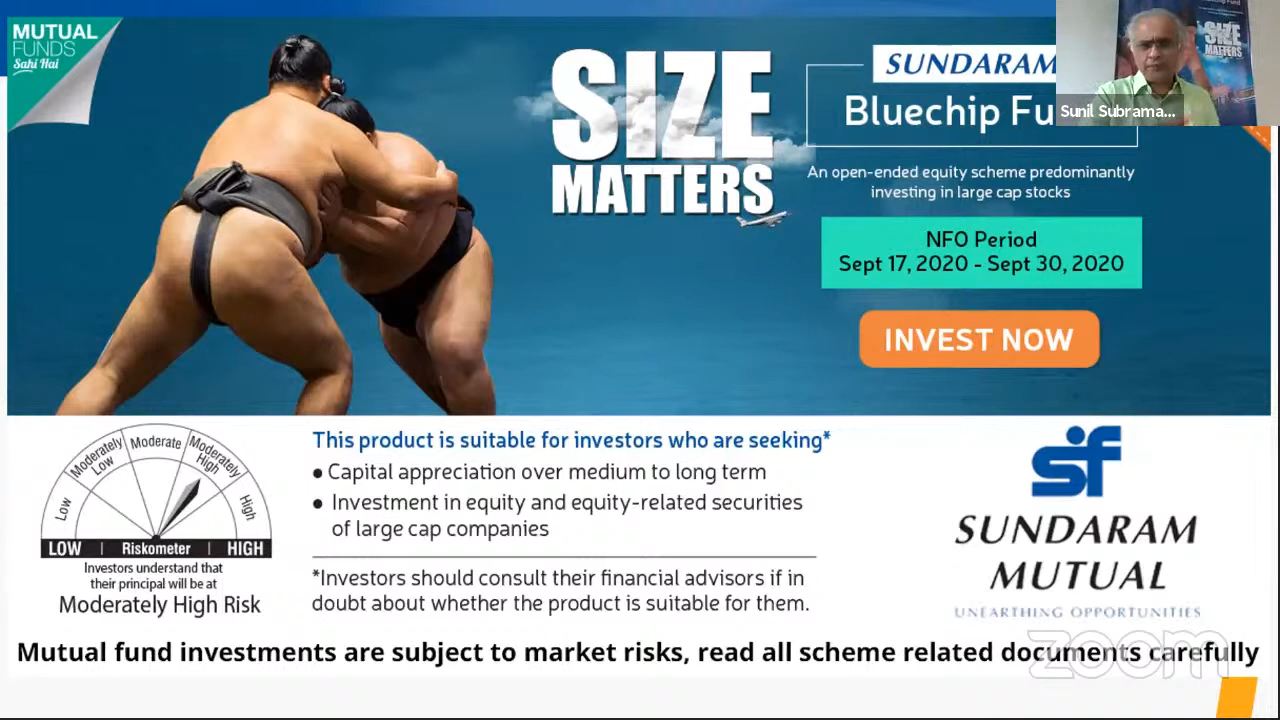 MUTUAL
FUNDS
Sahi Hai
SIZE
MATTERS
SUNDARAM
Bluechip Fu
An open-ended equity scheme predominantly
investing in large cap stocks
NFO Period
Sept 17, 2020 - Sept 30, 2020
INVEST NOW
SIZE
MATTERS
Sunil Subrama...
Low
Moderately
Low
Moderate
Moderately
High
High
LOW | Riskometer | HIGH
Investors understand that
their principal will be at
Moderately High Risk
This product is suitable for investors who are seeking*
● Capital appreciation over medium to long term
● Investment in equity and equity-related securities
of large cap companies
*Investors should consult their financial advisors if in
doubt about whether the product is suitable for them.
sf
SUNDARAM
MUTUAL
UNEARTHING OPPORTUNITIES
zoom
Mutual fund investments are subject to market risks, read all scheme related documents carefully